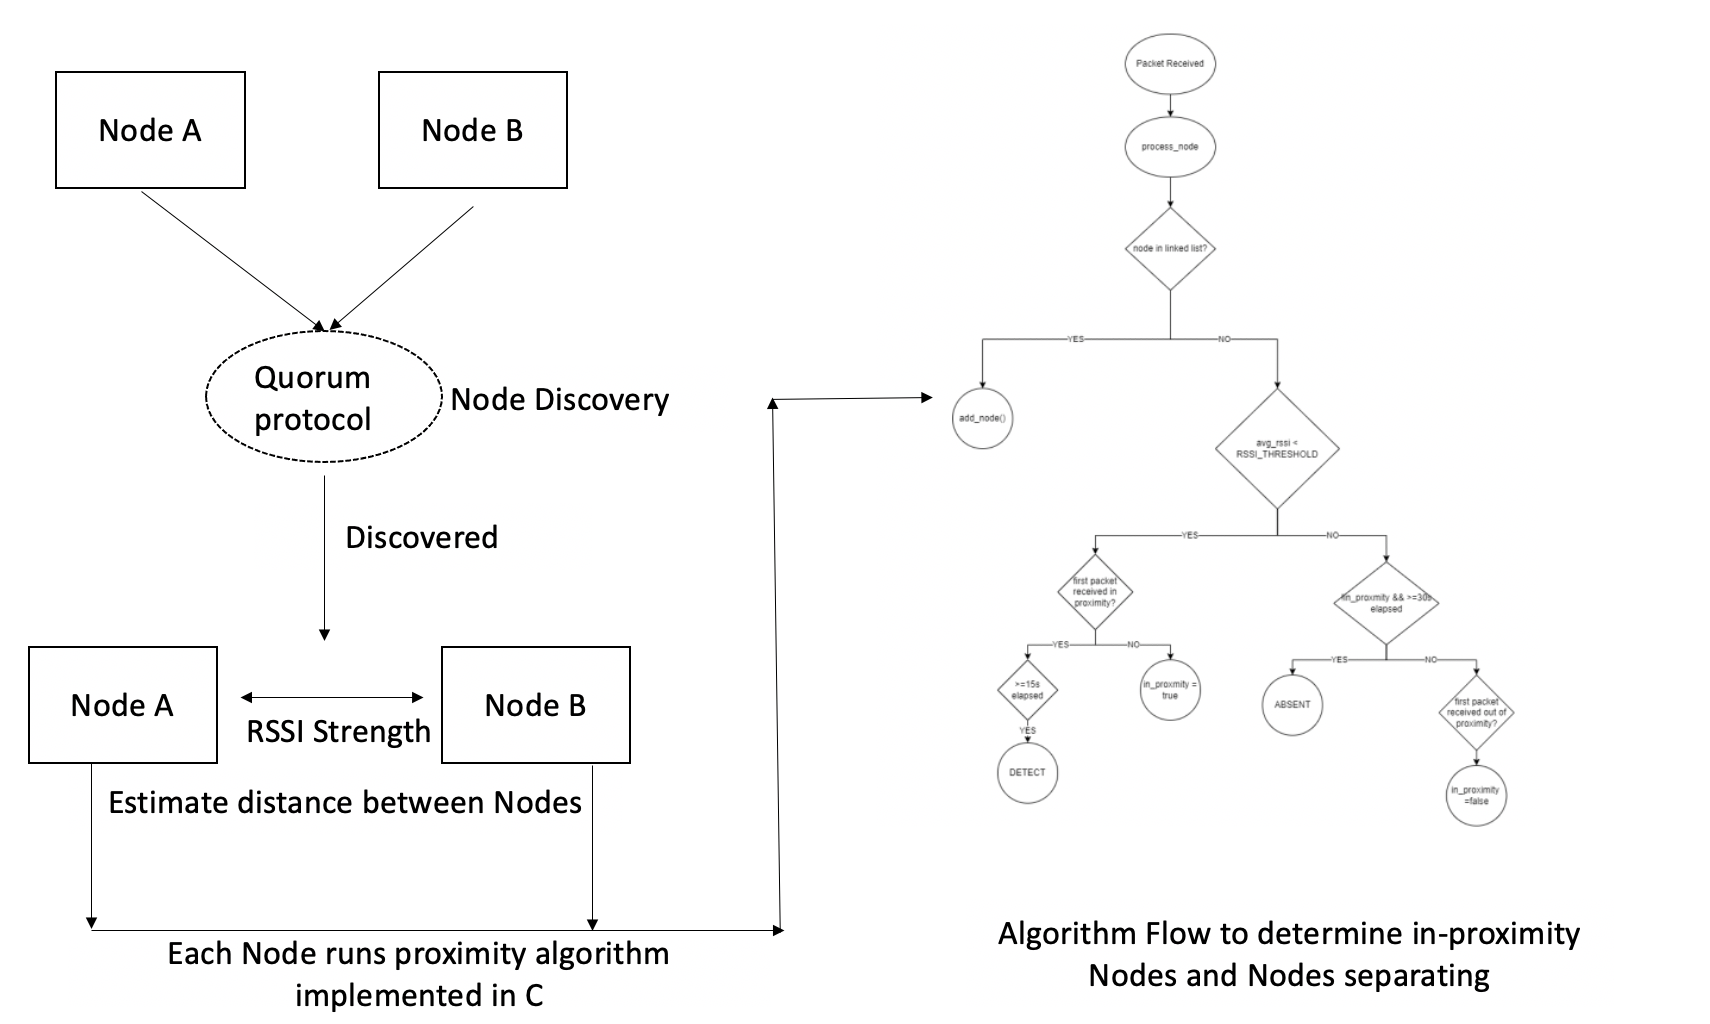 Node A
Node B
Quorum
protocol
Node Discovery
Discovered
Node A
Node B
RSSI Strength
Estimate distance between Nodes
Each Node runs proximity algorithm
implemented in C
Packet Received
process_node
node in linked list?
YES
NO
add_node()
avg_rssi <
RSSI_THRESHOLD
YES
NO
first packet
received in
proximity?
in_proxmity && >=30s
elapsed
YES
NO
YES
NO
>=15s
elapsed
in_proxmity =
true
ABSENT
first packet
received out of
proximity?
YES
DETECT
in_proximity
=false
Algorithm Flow to determine in-proximity
Nodes and Nodes separating